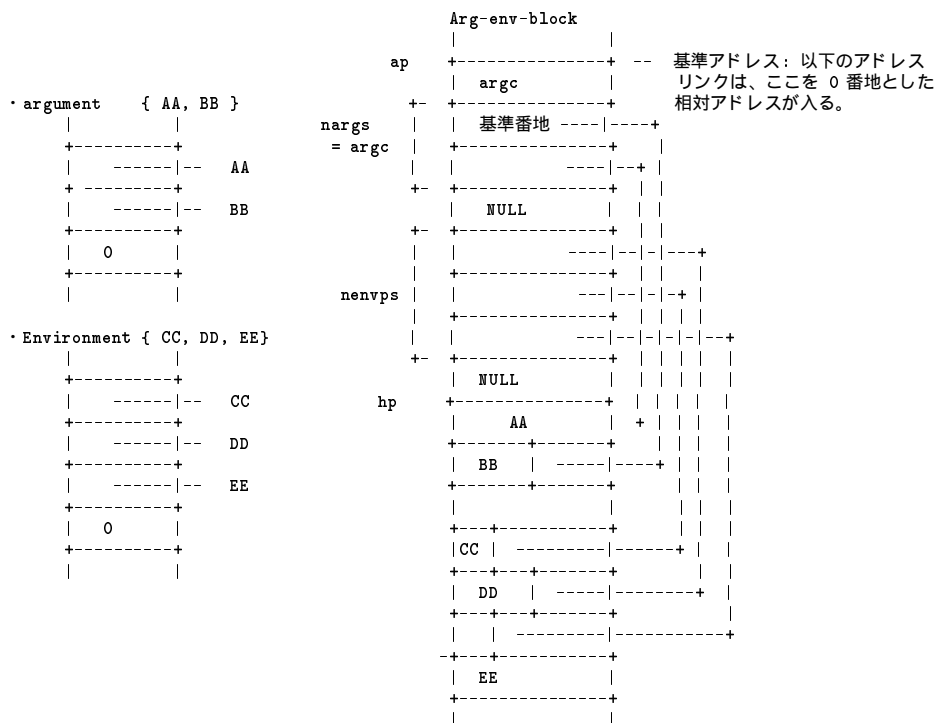 Arg-env-block
ap
基準アドレス: 以下のアドレス
リンクは、ここを 0 番地とした
相対アドレスが入る。
argc
・argument { AA, BB }
nargs
= argc
基準番地
AA
BB
NULL
0
nenvps
・Environment { CC, DD, EE}
NULL
hp
CC
AA
DD
BB
EE
0
CC
DD
EE